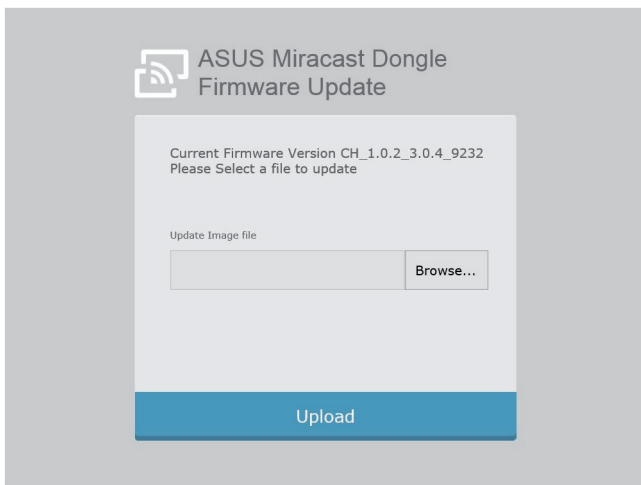 ASUS Miracast Dongle
Firmware Update
Current Firmware Version CH_1.0.2_3.0.4_9232
Please Select a file to update
Update Image file
Browse...
Upload